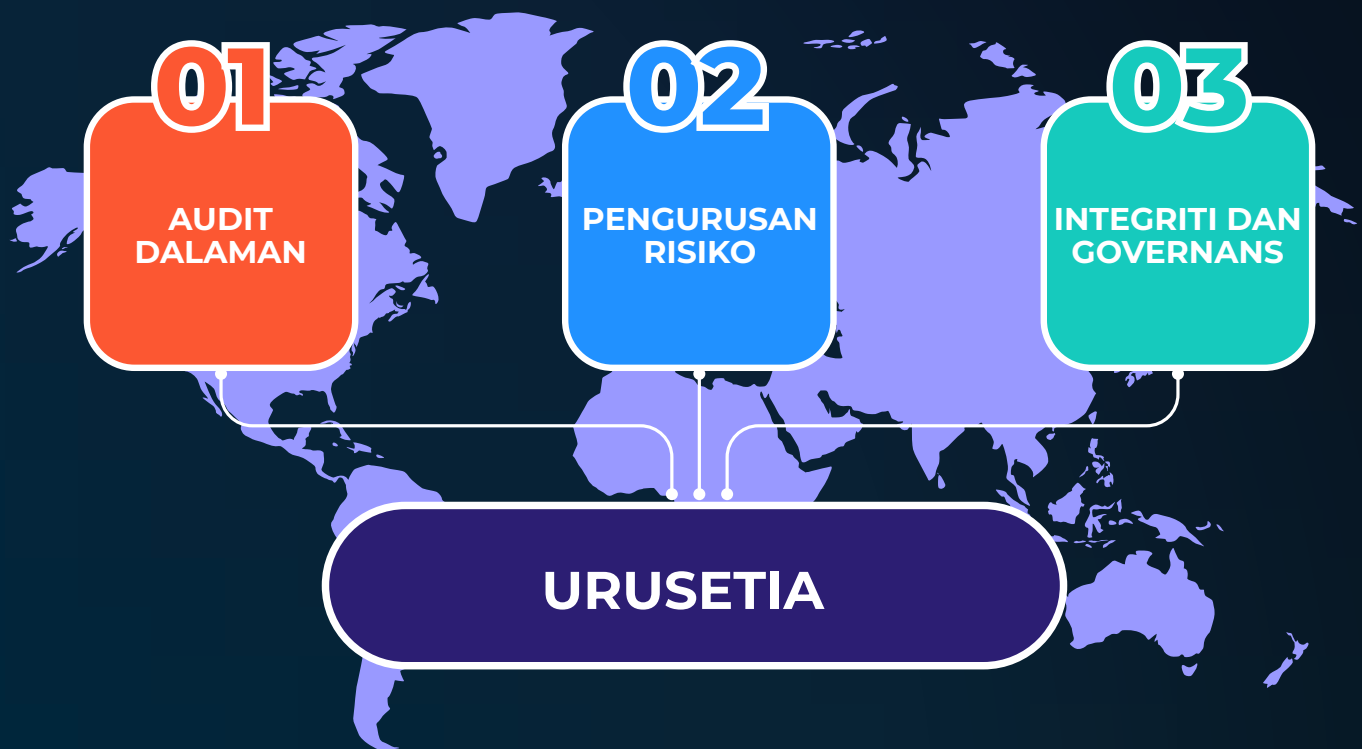 01
AUDIT
DALAMAN
02
PENGURUSAN
RISIKO
03
INTEGRITI DAN
GOVERNANS
URUSETIA